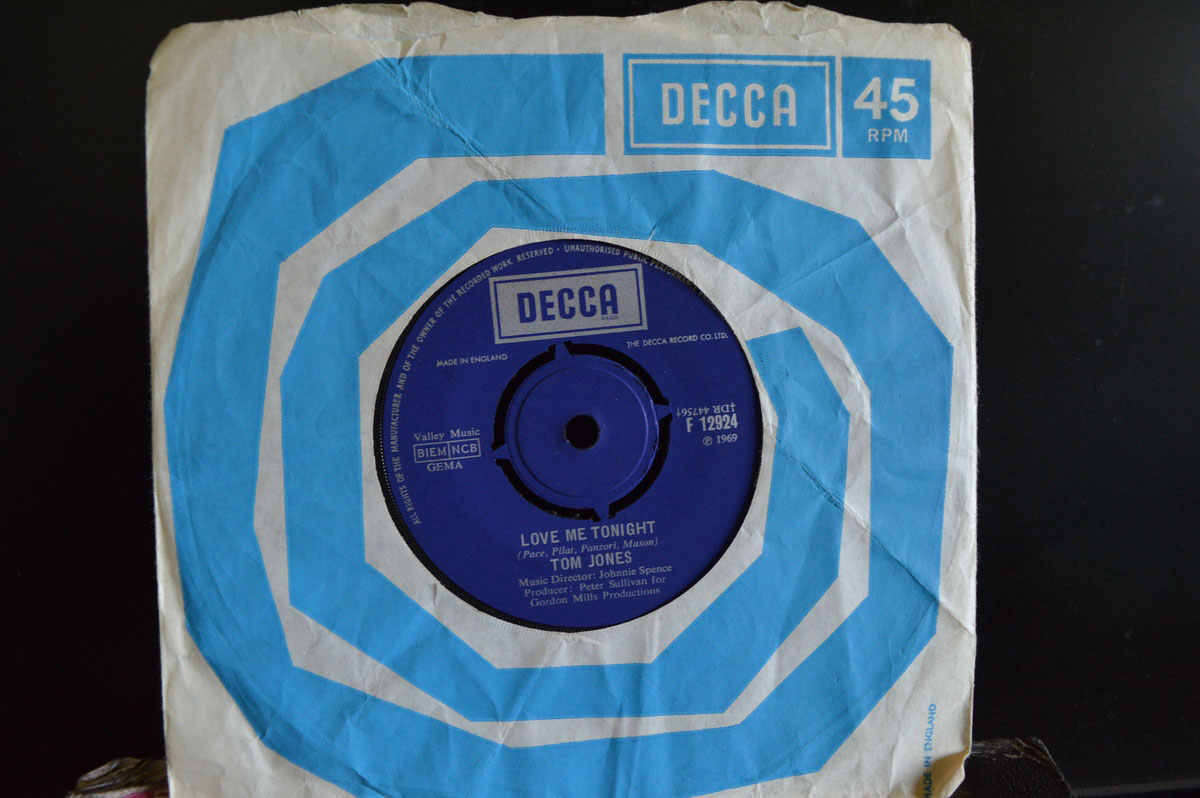 DECCA
45
RPM
ALL RIGHTS OF THE MANUFACTURER AND OF THE OWNER OF THE RECORDED WORK RESERVED · UNAUTHORISED PUBLIC
DECCA
MADE IN ENGLAND
THE DECCA RECORD CO. LTD.
Valley Music
BIEM NCB
GEMA
‡DR 44756‡
F 12924
℗ 1969
LOVE ME TONIGHT
(Pace, Pilat, Panzori, Mason)
TOM JONES
Music Director: Johnnie Spence
Producer: Peter Sullivan for
Gordon Mills Productions
MADE IN ENGLAND